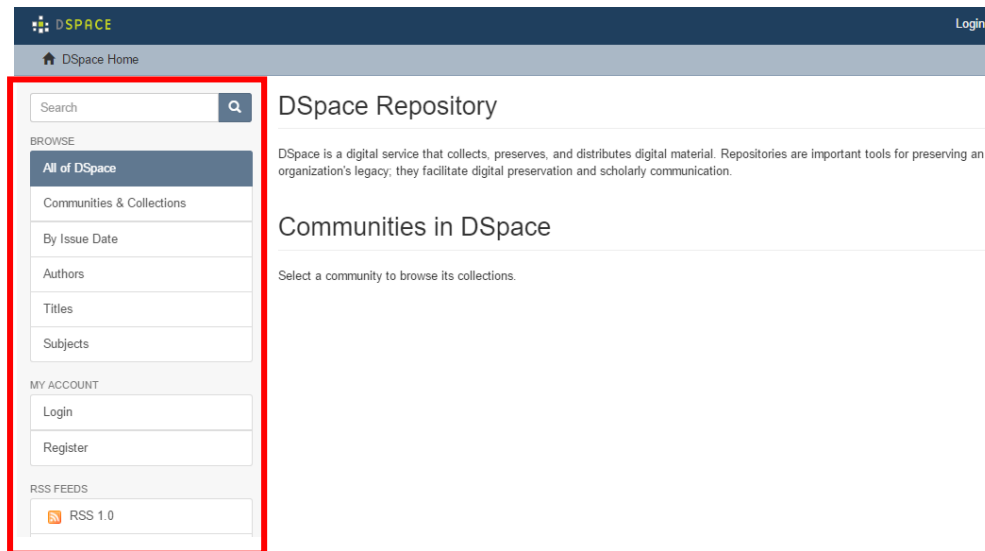 DSPACE
Login
DSpace Home
Search
BROWSE
All of DSpace
Communities & Collections
By Issue Date
Authors
Titles
Subjects
MY ACCOUNT
Login
Register
RSS FEEDS
RSS 1.0
DSpace Repository
DSpace is a digital service that collects, preserves, and distributes digital material. Repositories are important tools for preserving an
organization's legacy; they facilitate digital preservation and scholarly communication.
Communities in DSpace
Select a community to browse its collections.